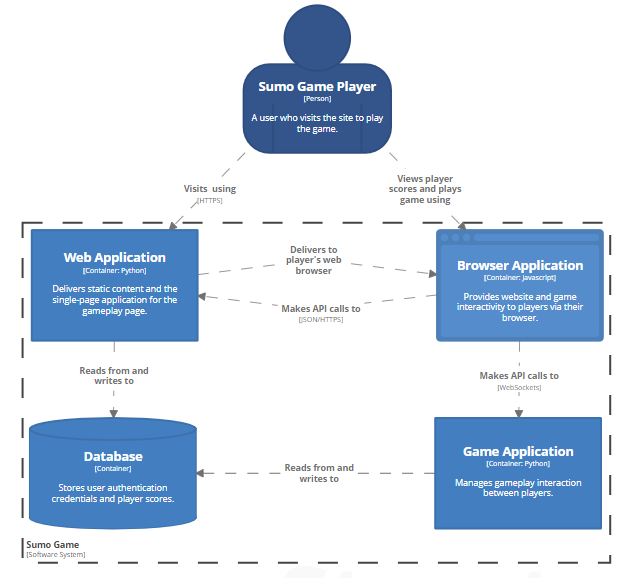 Sumo Game Player
[Person]
A user who visits the site to play
the game.
Visits using
[HTTPS]
Views player
scores and plays
game using
Web Application
[Container: Python]
Delivers static content and the
single-page application for the
gameplay page.
Delivers to
player's web
browser
Makes API calls to
[JSON/HTTPS]
Browser Application
[Container: Javascript]
Provides website and game
interactivity to players via their
browser.
Reads from and
writes to
Makes API calls to
[WebSockets]
Database
[Container]
Stores user authentication
credentials and player scores.
Reads from and
writes to
Game Application
[Container: Python]
Manages gameplay interaction
between players.
Sumo Game
[Software System]